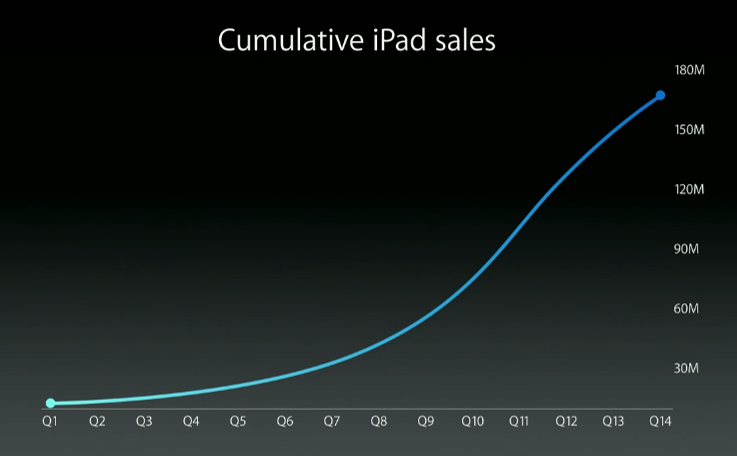 Cumulative iPad sales
180M
150M
120M
90M
60M
30M
Q1 Q2 Q3 Q4 Q5 Q6 Q7 Q8 Q9 Q10 Q11 Q12 Q13 Q14